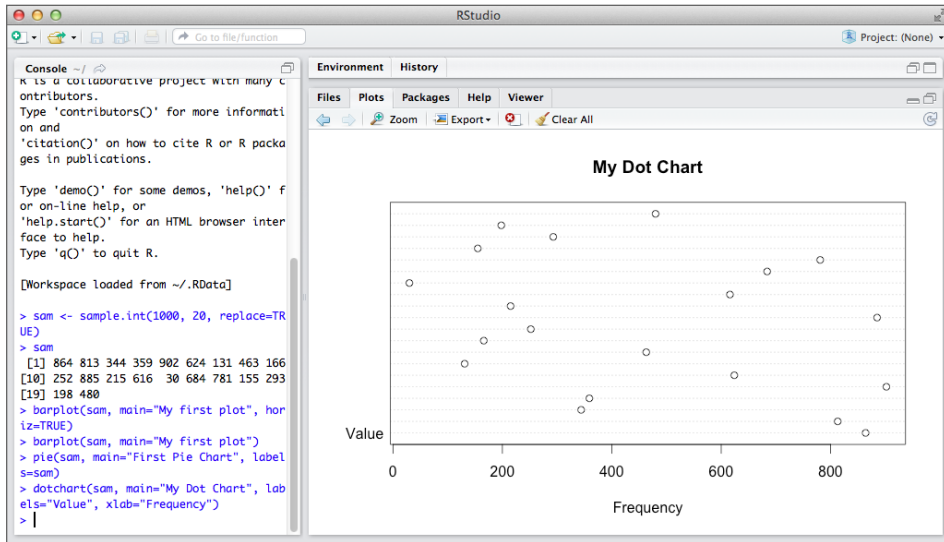 RStudio
Go to file/function
Project: (None)
Console ~/
R is a collaborative project with many c
ontributors.
Type 'contributors()' for more informati
on and
'citation()' on how to cite R or R packa
ges in publications.
Type 'demo()' for some demos, 'help()' f
or on-line help, or
'help.start()' for an HTML browser inter
face to help.
Type 'q()' to quit R.
[Workspace loaded from ~/.RData]
> sam <- sample.int(1000, 20, replace=TR
UE)
> sam
[1] 864 813 344 359 902 624 131 463 166
[10] 252 885 215 616 30 684 781 155 293
[19] 198 480
> barplot(sam, main="My first plot", hor
iz=TRUE)
> barplot(sam, main="My first plot")
> pie(sam, main="First Pie Chart", label
s=sam)
> dotchart(sam, main="My Dot Chart", lab
els="Value", xlab="Frequency")
>
Environment History
Files Plots Packages Help Viewer
Zoom Export Clear All
My Dot Chart
Value
0 200 400 600 800
Frequency